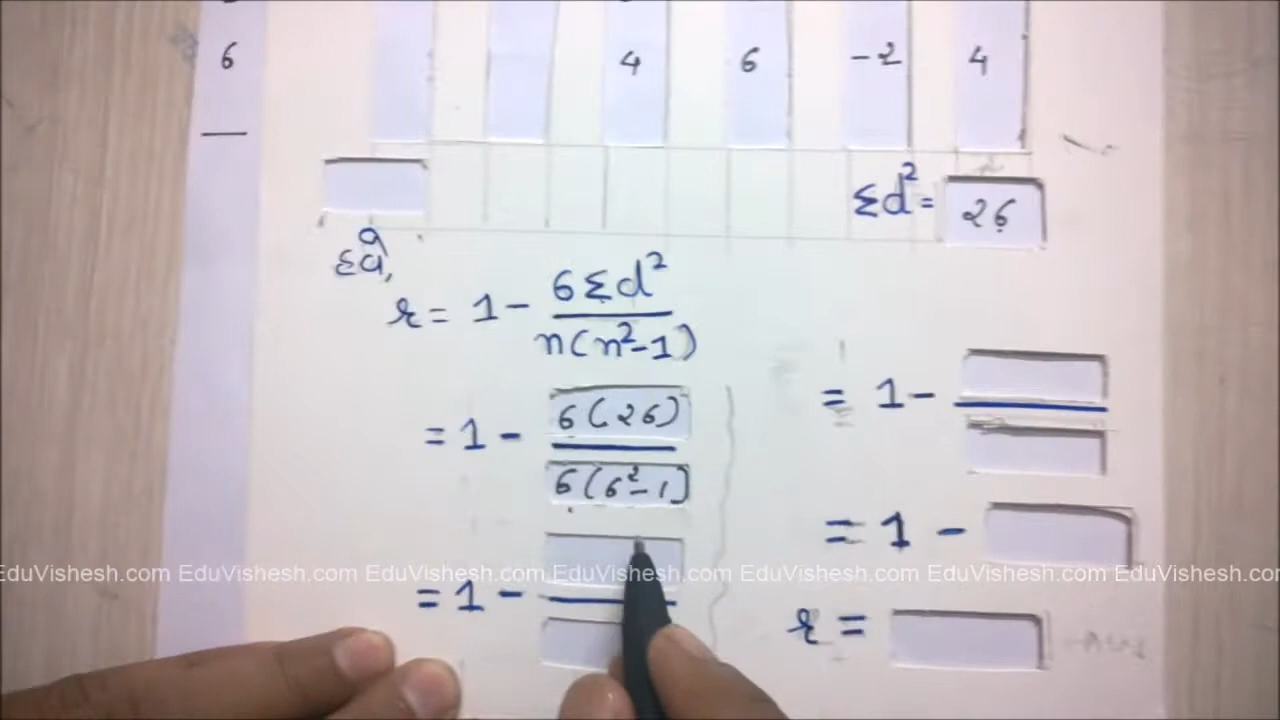 6 4 6 -2 4
Σd² = 26
હવે,
r = 1 - 6Σd² / n(n²-1)
= 1 - 6(26) / 6(6²-1)
= 1 -
= 1 -
= 1 -
r =
EduVishesh.com EduVishesh.com EduVishesh.com EduVishesh.com EduVishesh.com EduVishesh.com EduVishesh.com